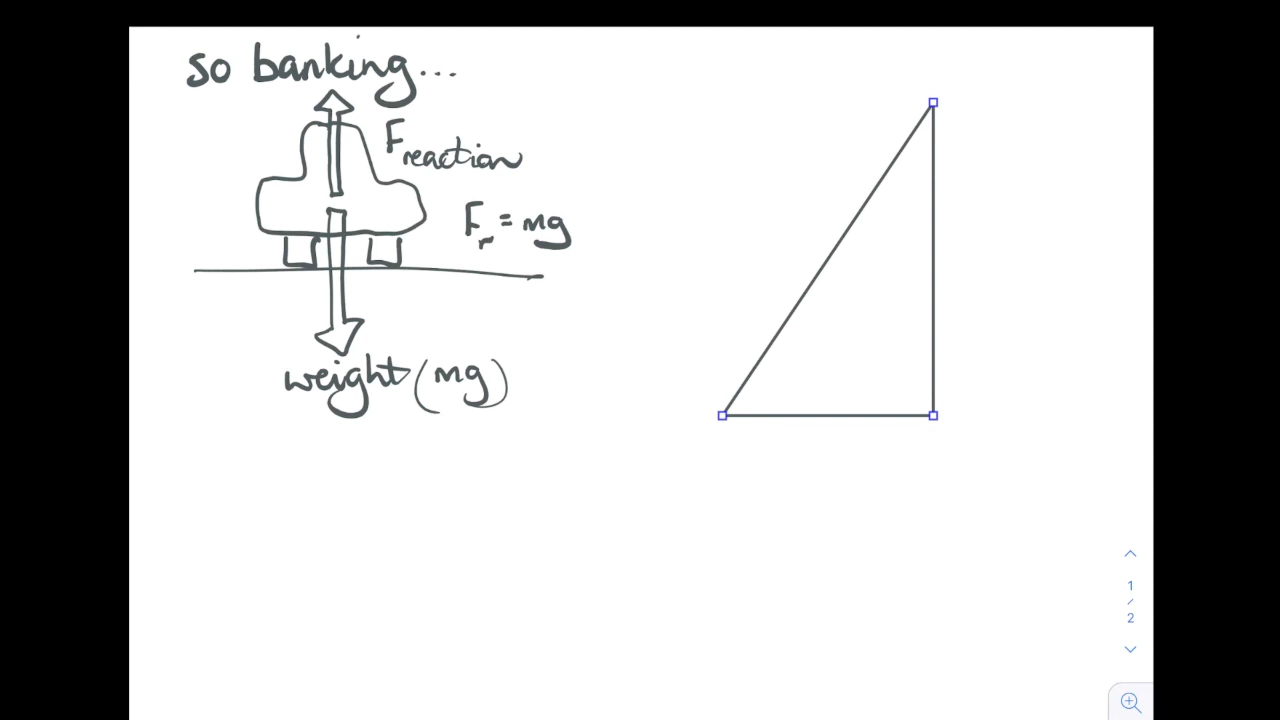 so banking...
Freaction
Fr = mg
weight (mg)
1
/
2